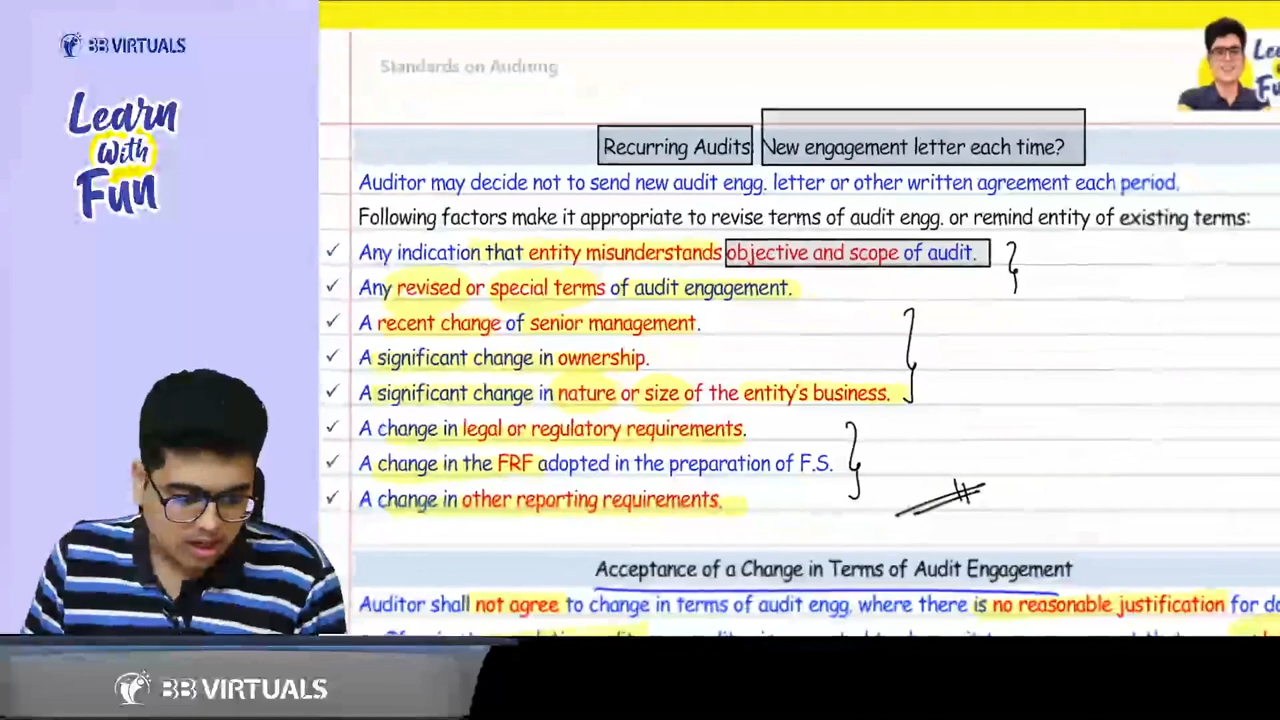 BB VIRTUALS
Learn
with
Fun
Standards on Auditing
Recurring Audits New engagement letter each time?
Auditor may decide not to send new audit engg. letter or other written agreement each period.
Following factors make it appropriate to revise terms of audit engg. or remind entity of existing terms:
✓ Any indication that entity misunderstands objective and scope of audit.
✓ Any revised or special terms of audit engagement.
✓ A recent change of senior management.
✓ A significant change in ownership.
✓ A significant change in nature or size of the entity's business.
✓ A change in legal or regulatory requirements.
✓ A change in the FRF adopted in the preparation of F.S.
✓ A change in other reporting requirements.
Acceptance of a Change in Terms of Audit Engagement
Auditor shall not agree to change in terms of audit engg. where there is no reasonable justification for do
BB VIRTUALS